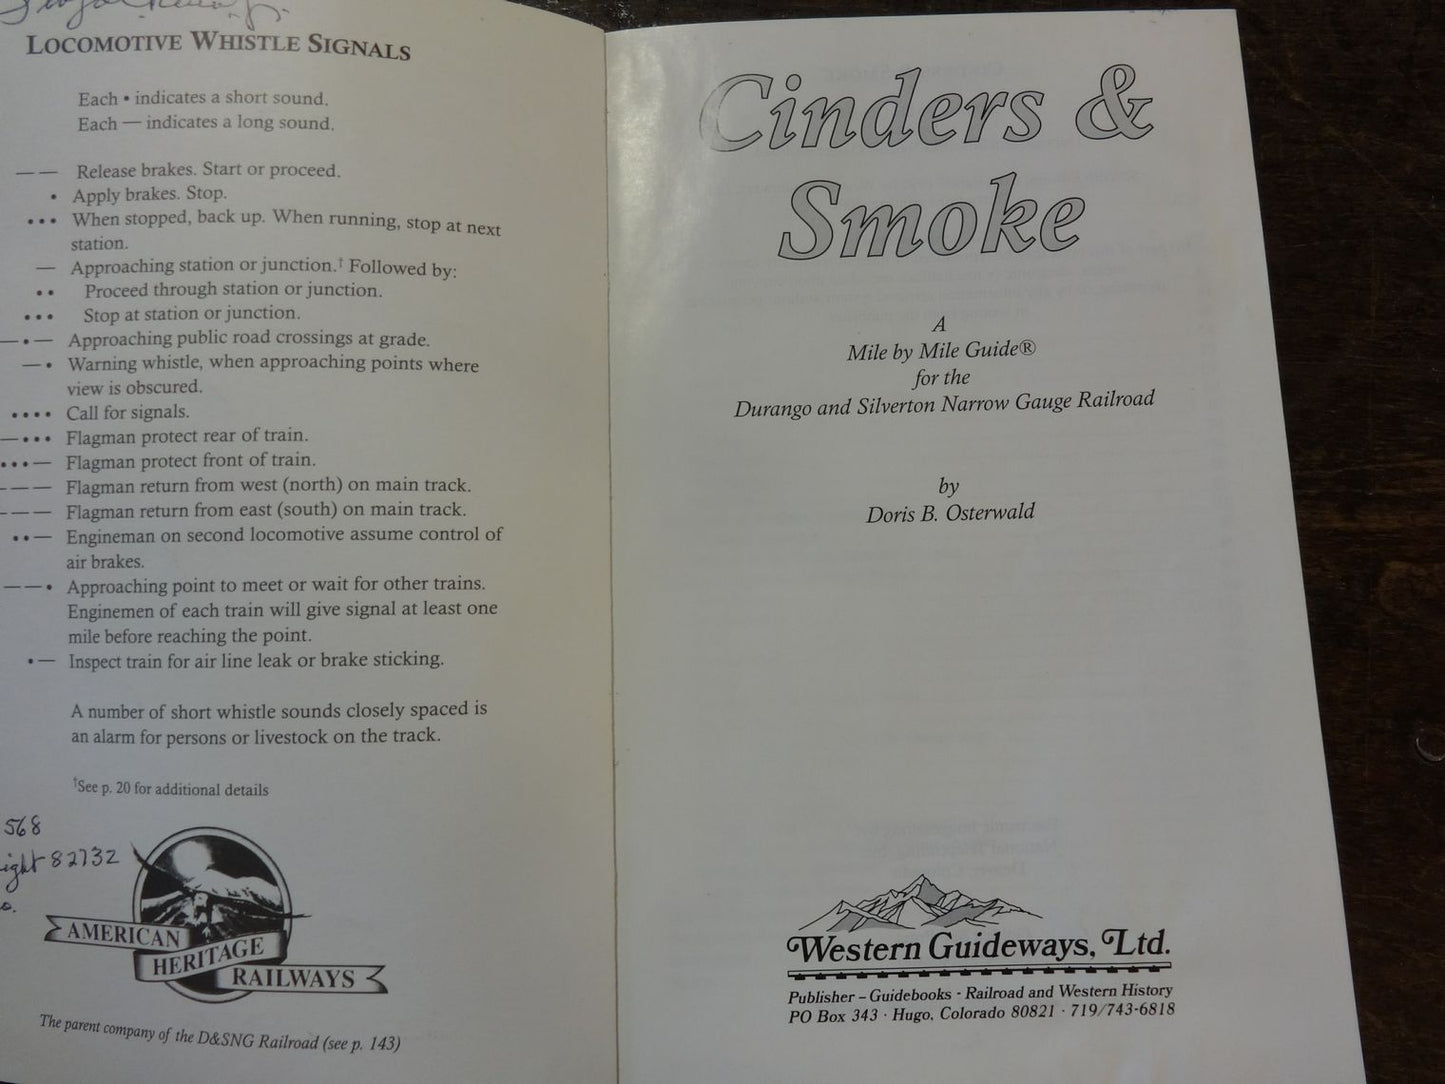 LOCOMOTIVE WHISTLE SIGNALS
Each • indicates a short sound.
Each — indicates a long sound.
— — Release brakes. Start or proceed.
• Apply brakes. Stop.
• • • When stopped, back up. When running, stop at next
station.
— Approaching station or junction.† Followed by:
• • Proceed through station or junction.
• • • Stop at station or junction.
— • — Approaching public road crossings at grade.
— • Warning whistle, when approaching points where
view is obscured.
• • • • Call for signals.
— • • • Flagman protect rear of train.
• • • — Flagman protect front of train.
— — — Flagman return from west (north) on main track.
— — — Flagman return from east (south) on main track.
• • — Engineman on second locomotive assume control of
air brakes.
— — • Approaching point to meet or wait for other trains.
Enginemen of each train will give signal at least one
mile before reaching the point.
• — Inspect train for air line leak or brake sticking.
A number of short whistle sounds closely spaced is
an alarm for persons or livestock on the track.
†See p. 20 for additional details
568
82732
AMERICAN
HERITAGE
RAILWAYS
The parent company of the D&SNG Railroad (see p. 143)
Cinders &
Smoke
A
Mile by Mile Guide®
for the
Durango and Silverton Narrow Gauge Railroad
by
Doris B. Osterwald
Western Guideways, Ltd.
Publisher – Guidebooks · Railroad and Western History
PO Box 343 · Hugo, Colorado 80821 · 719/743-6818